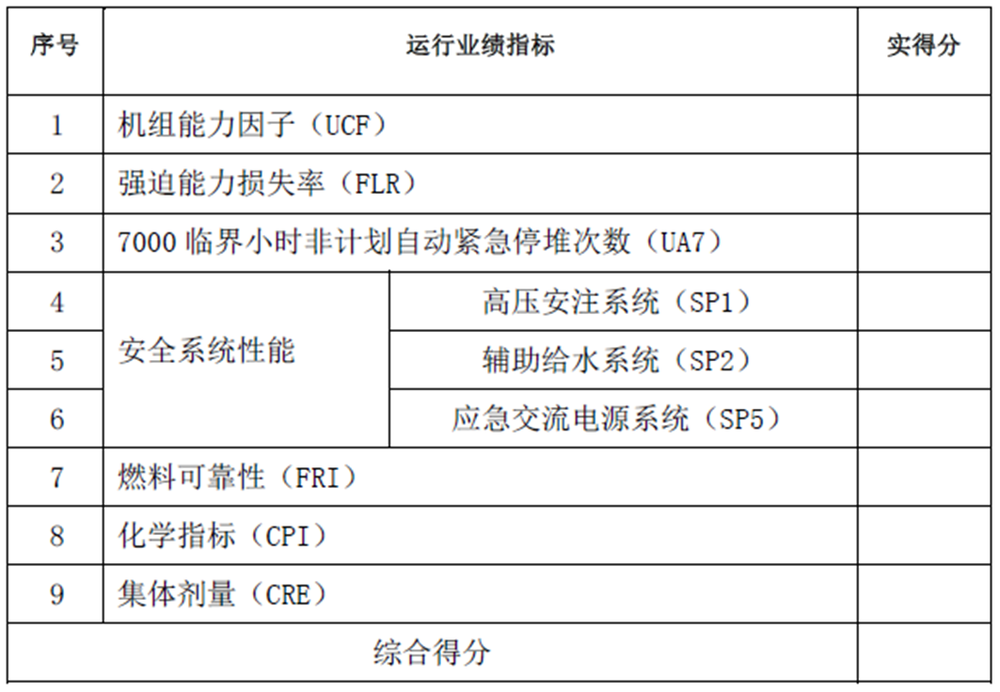 序号 运行业绩指标 实得分
1 机组能力因子（UCF）
2 强迫能力损失率（FLR）
3 7000 临界小时非计划自动紧急停堆次数（UA7）
4 高压安注系统（SP1）
安全系统性能
5 辅助给水系统（SP2）
6 应急交流电源系统（SP5）
7 燃料可靠性（FRI）
8 化学指标（CPI）
9 集体剂量（CRE）
综合得分